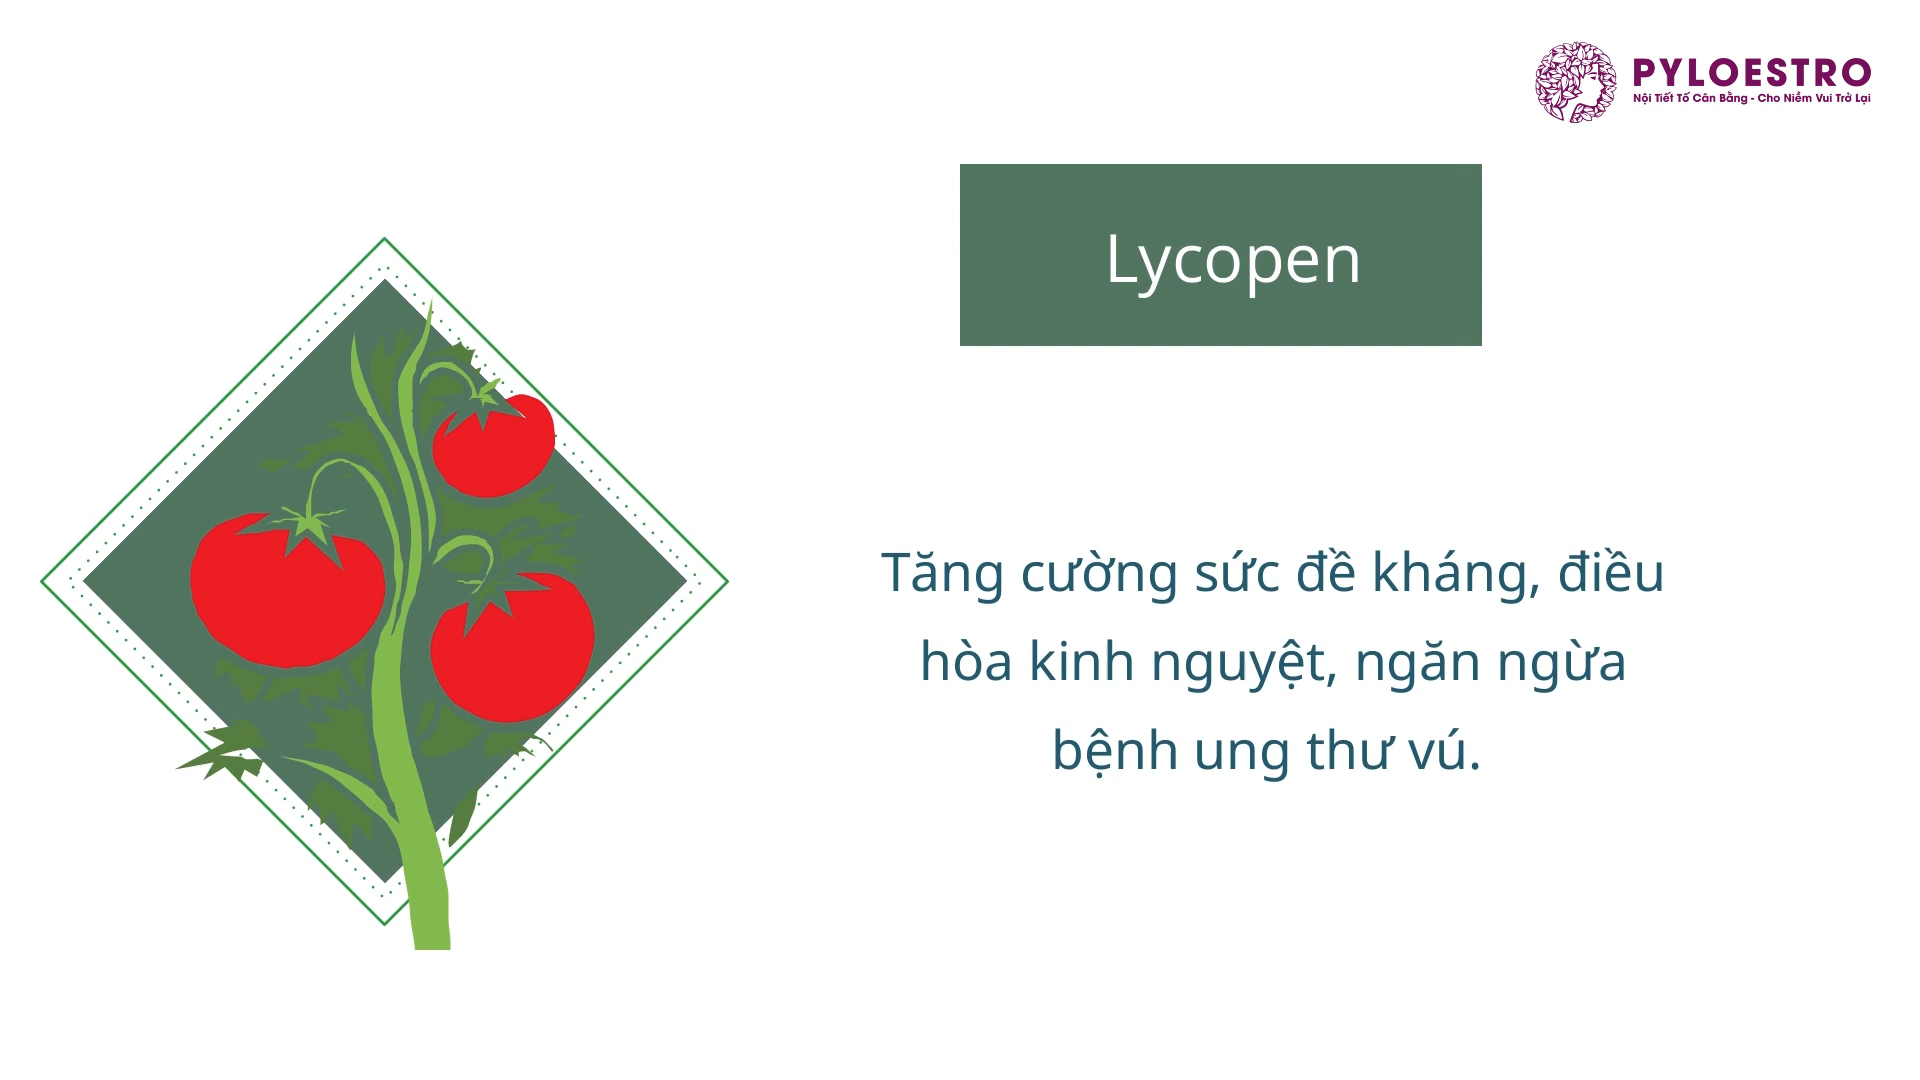 PYLOESTRO
Nội Tiết Tố Cân Bằng - Cho Niềm Vui Trở Lại
Lycopen
Tăng cường sức đề kháng, điều
hòa kinh nguyệt, ngăn ngừa
bệnh ung thư vú.